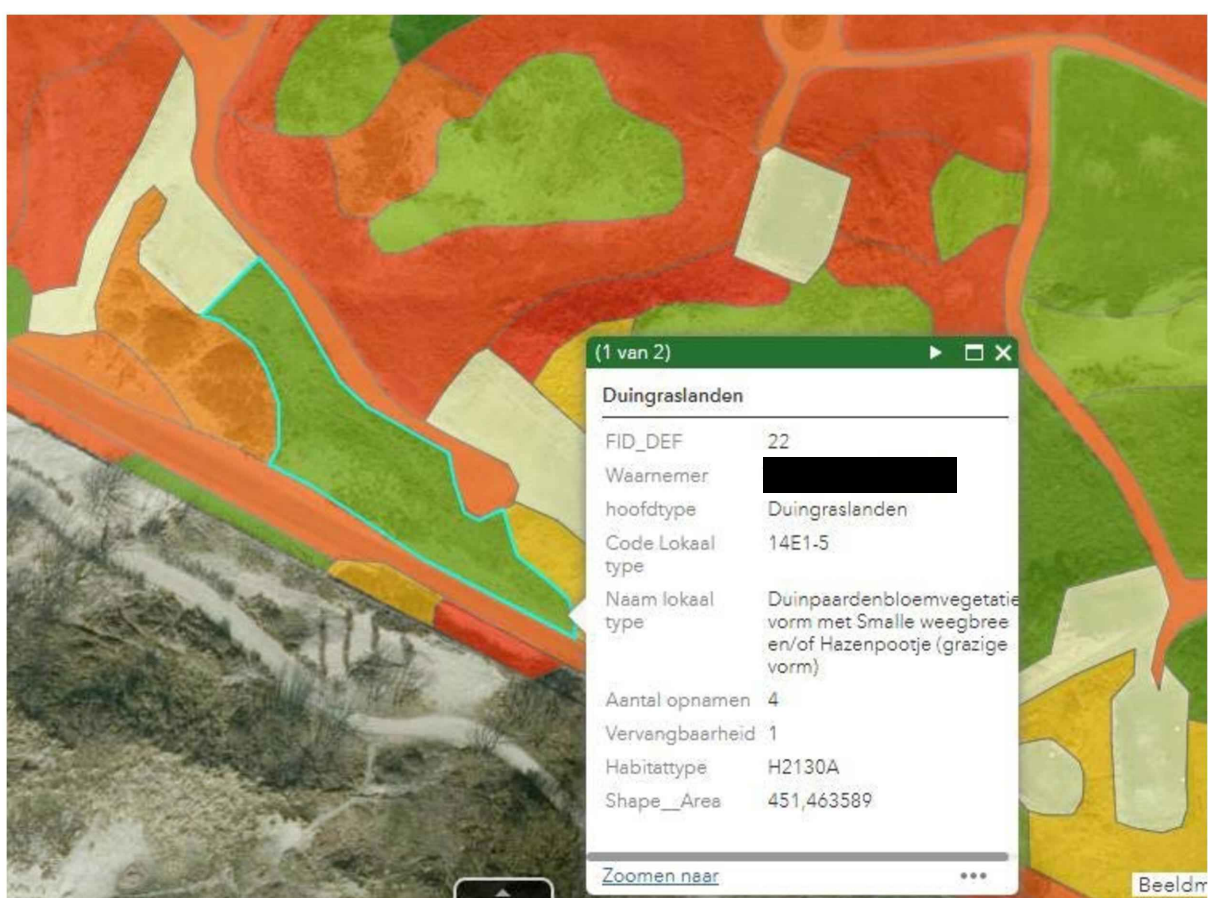 (1 van 2)
Duingraslanden
FID_DEF 22
Waarnemer
hoofdtype Duingraslanden
Code Lokaal 14E1-5
type
Naam lokaal Duinpaardenbloemvegetatie
type vorm met Smalle weegbree
en/of Hazenpootje (grazige
vorm)
Aantal opnamen 4
Vervangbaarheid 1
Habitattype H2130A
Shape__Area 451,463589
Zoomen naar
Beeldm